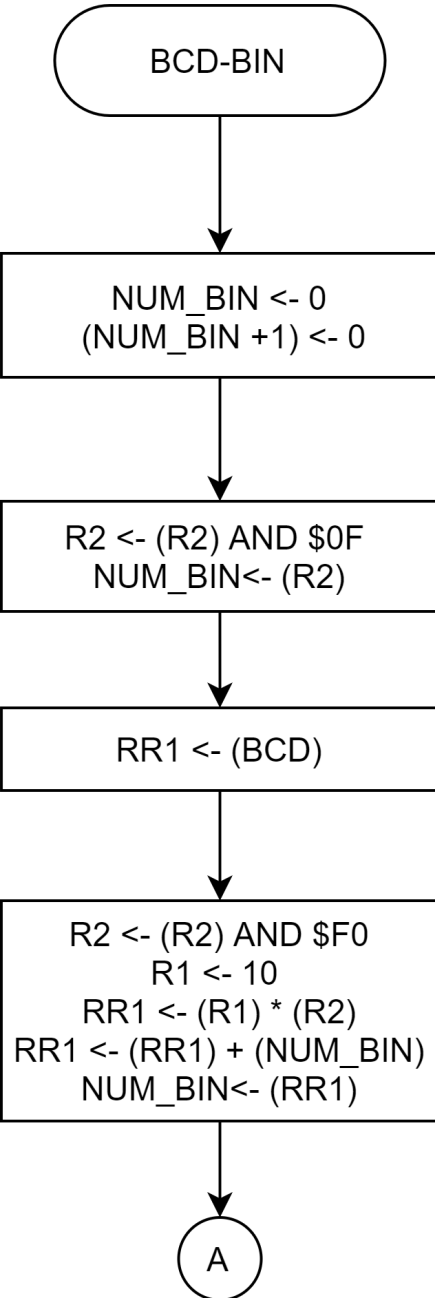 BCD-BIN
NUM_BIN <- 0
(NUM_BIN +1) <- 0
R2 <- (R2) AND $0F
NUM_BIN<- (R2)
RR1 <- (BCD)
R2 <- (R2) AND $F0
R1 <- 10
RR1 <- (R1) * (R2)
RR1 <- (RR1) + (NUM_BIN)
NUM_BIN<- (RR1)
A